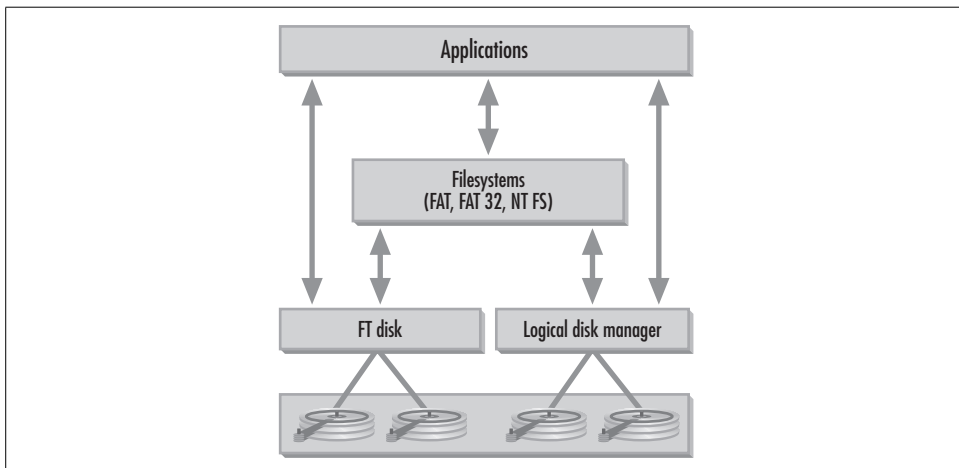 Applications
Filesystems
(FAT, FAT 32, NT FS)
FT disk
Logical disk manager